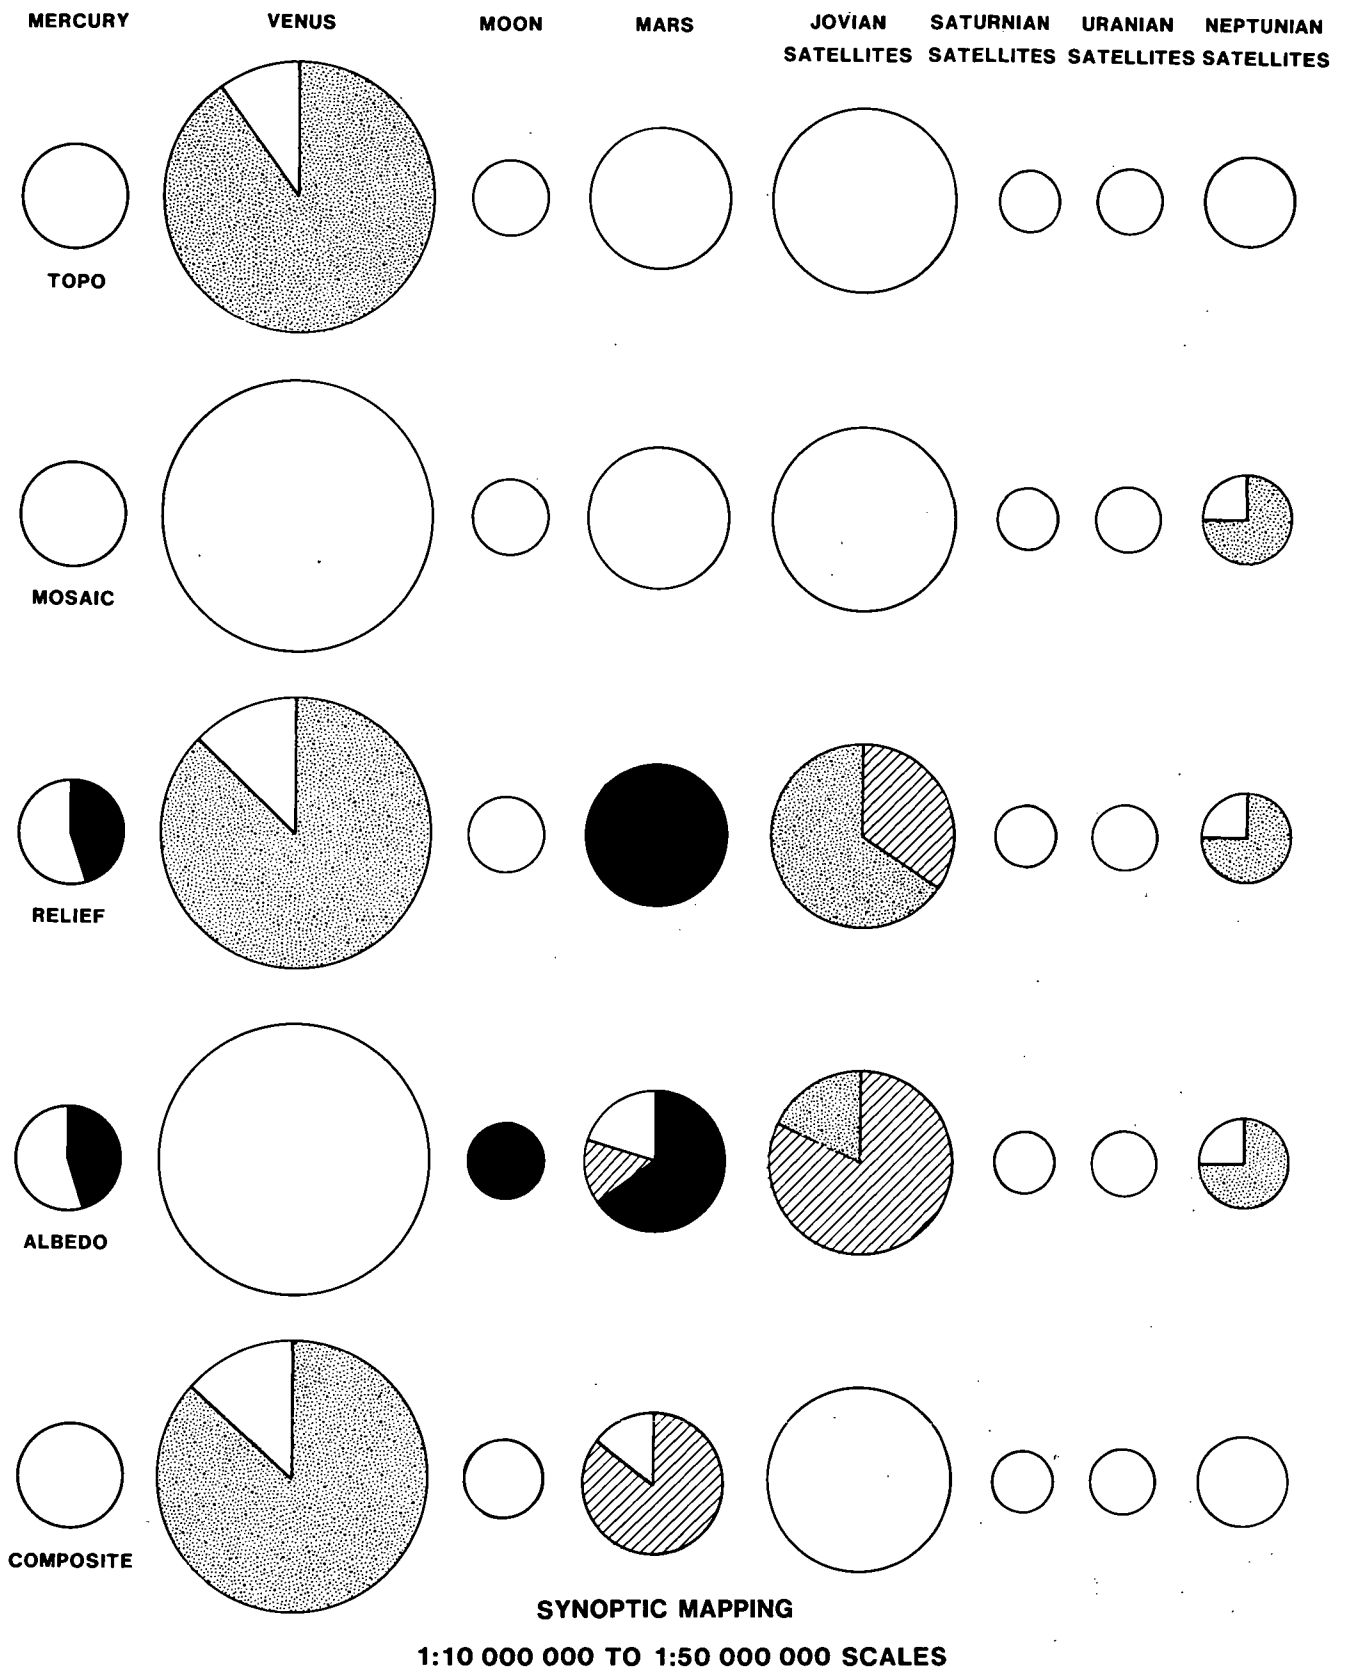 MERCURY VENUS MOON MARS JOVIAN SATURNIAN URANIAN NEPTUNIAN
SATELLITES SATELLITES SATELLITES SATELLITES
TOPO
MOSAIC
RELIEF
ALBEDO
COMPOSITE
SYNOPTIC MAPPING
1:10 000 000 TO 1:50 000 000 SCALES